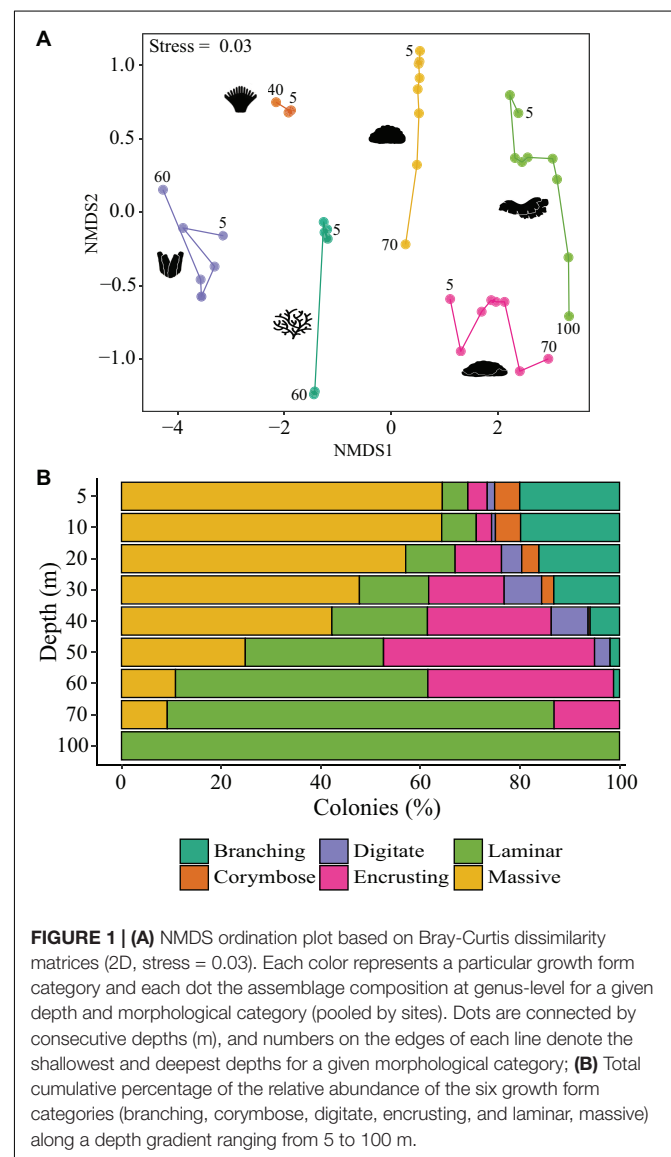 A
Stress = 0.03
5
40
5
5
60
5
5
70
5
100
70
60
1.0
0.5
0.0
−0.5
−1.0
NMDS2
−4
−2
0
2
NMDS1
B
5
10
20
30
40
50
60
70
100
Depth (m)
0
20
40
60
80
100
Colonies (%)
Branching
Digitate
Laminar
Corymbose
Encrusting
Massive
FIGURE 1 | (A) NMDS ordination plot based on Bray-Curtis dissimilarity
matrices (2D, stress = 0.03). Each color represents a particular growth form
category and each dot the assemblage composition at genus-level for a given
depth and morphological category (pooled by sites). Dots are connected by
consecutive depths (m), and numbers on the edges of each line denote the
shallowest and deepest depths for a given morphological category; (B) Total
cumulative percentage of the relative abundance of the six growth form
categories (branching, corymbose, digitate, encrusting, and laminar, massive)
along a depth gradient ranging from 5 to 100 m.